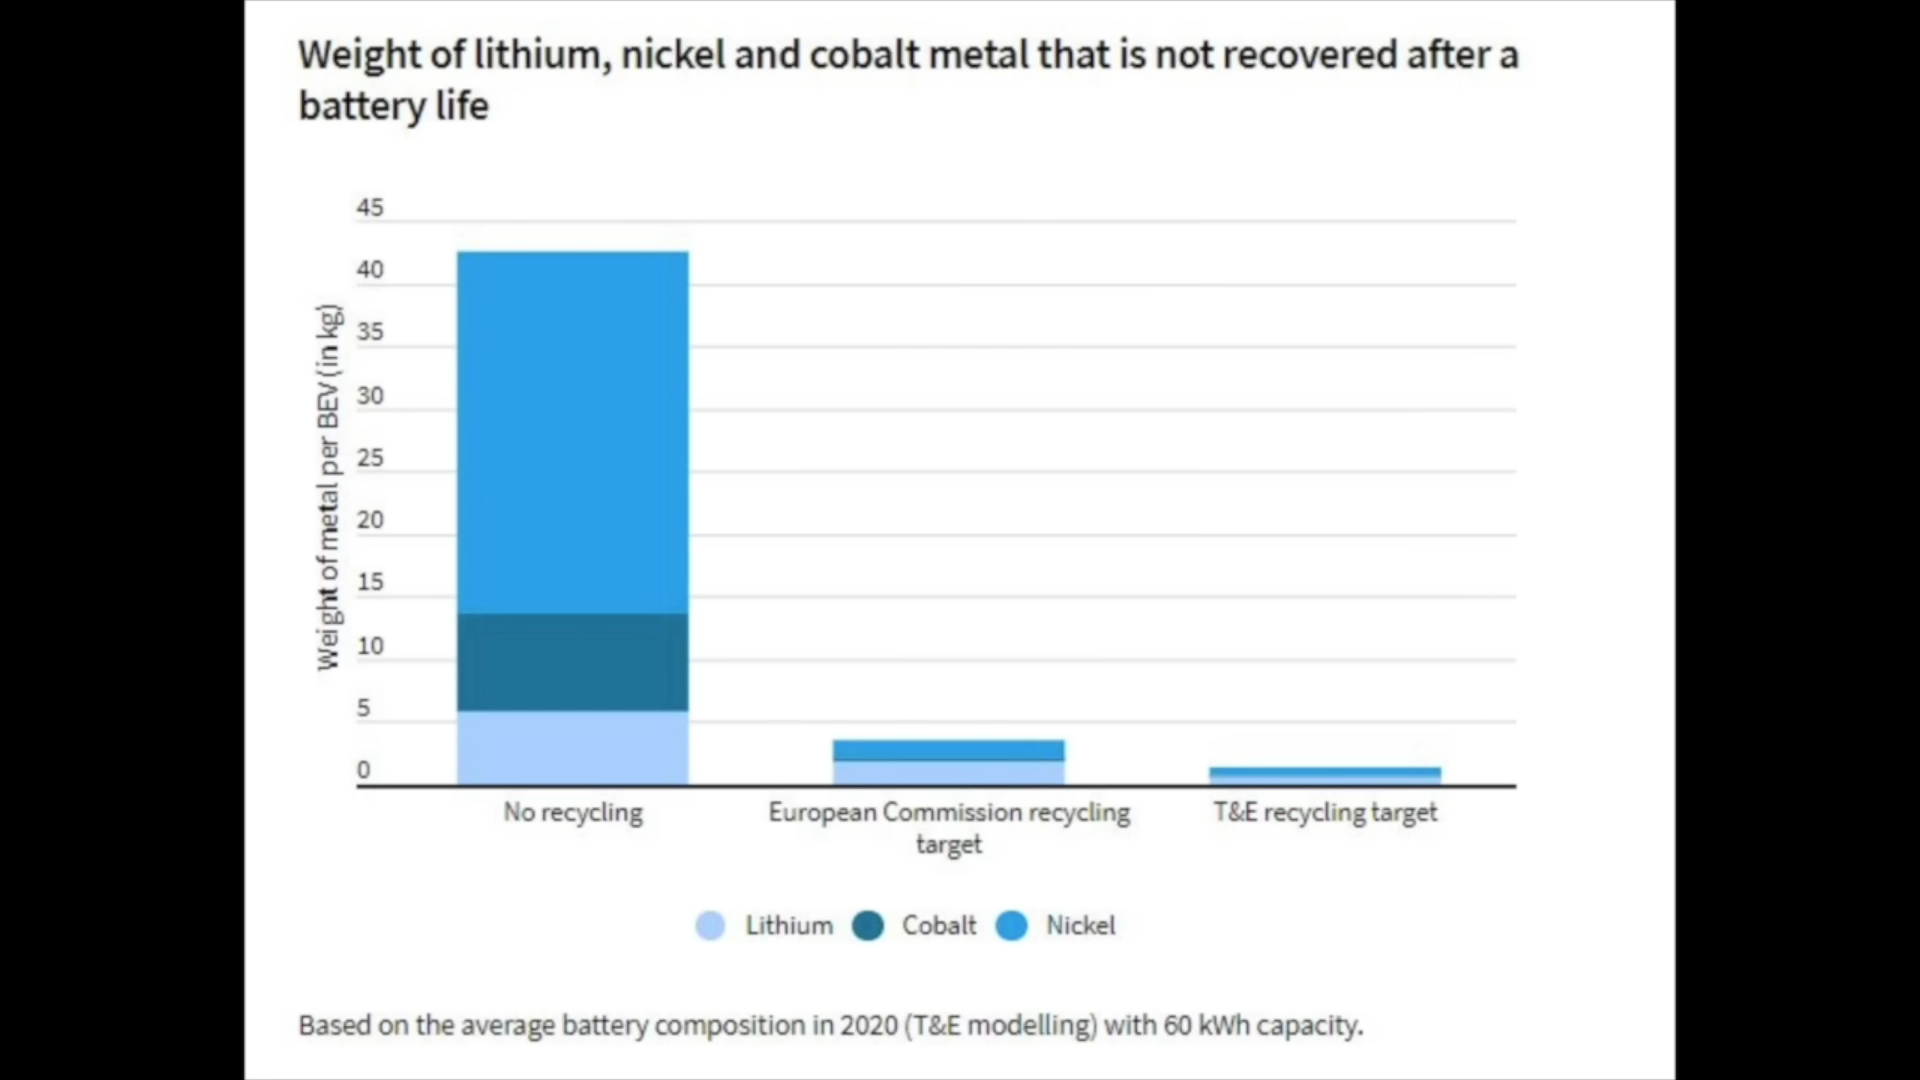 Weight of lithium, nickel and cobalt metal that is not recovered after a
battery life
45
40
35
30
25
20
15
10
5
0
Weight of metal per BEV (in kg)
No recycling
European Commission recycling
target
T&E recycling target
Lithium
Cobalt
Nickel
Based on the average battery composition in 2020 (T&E modelling) with 60 kWh capacity.